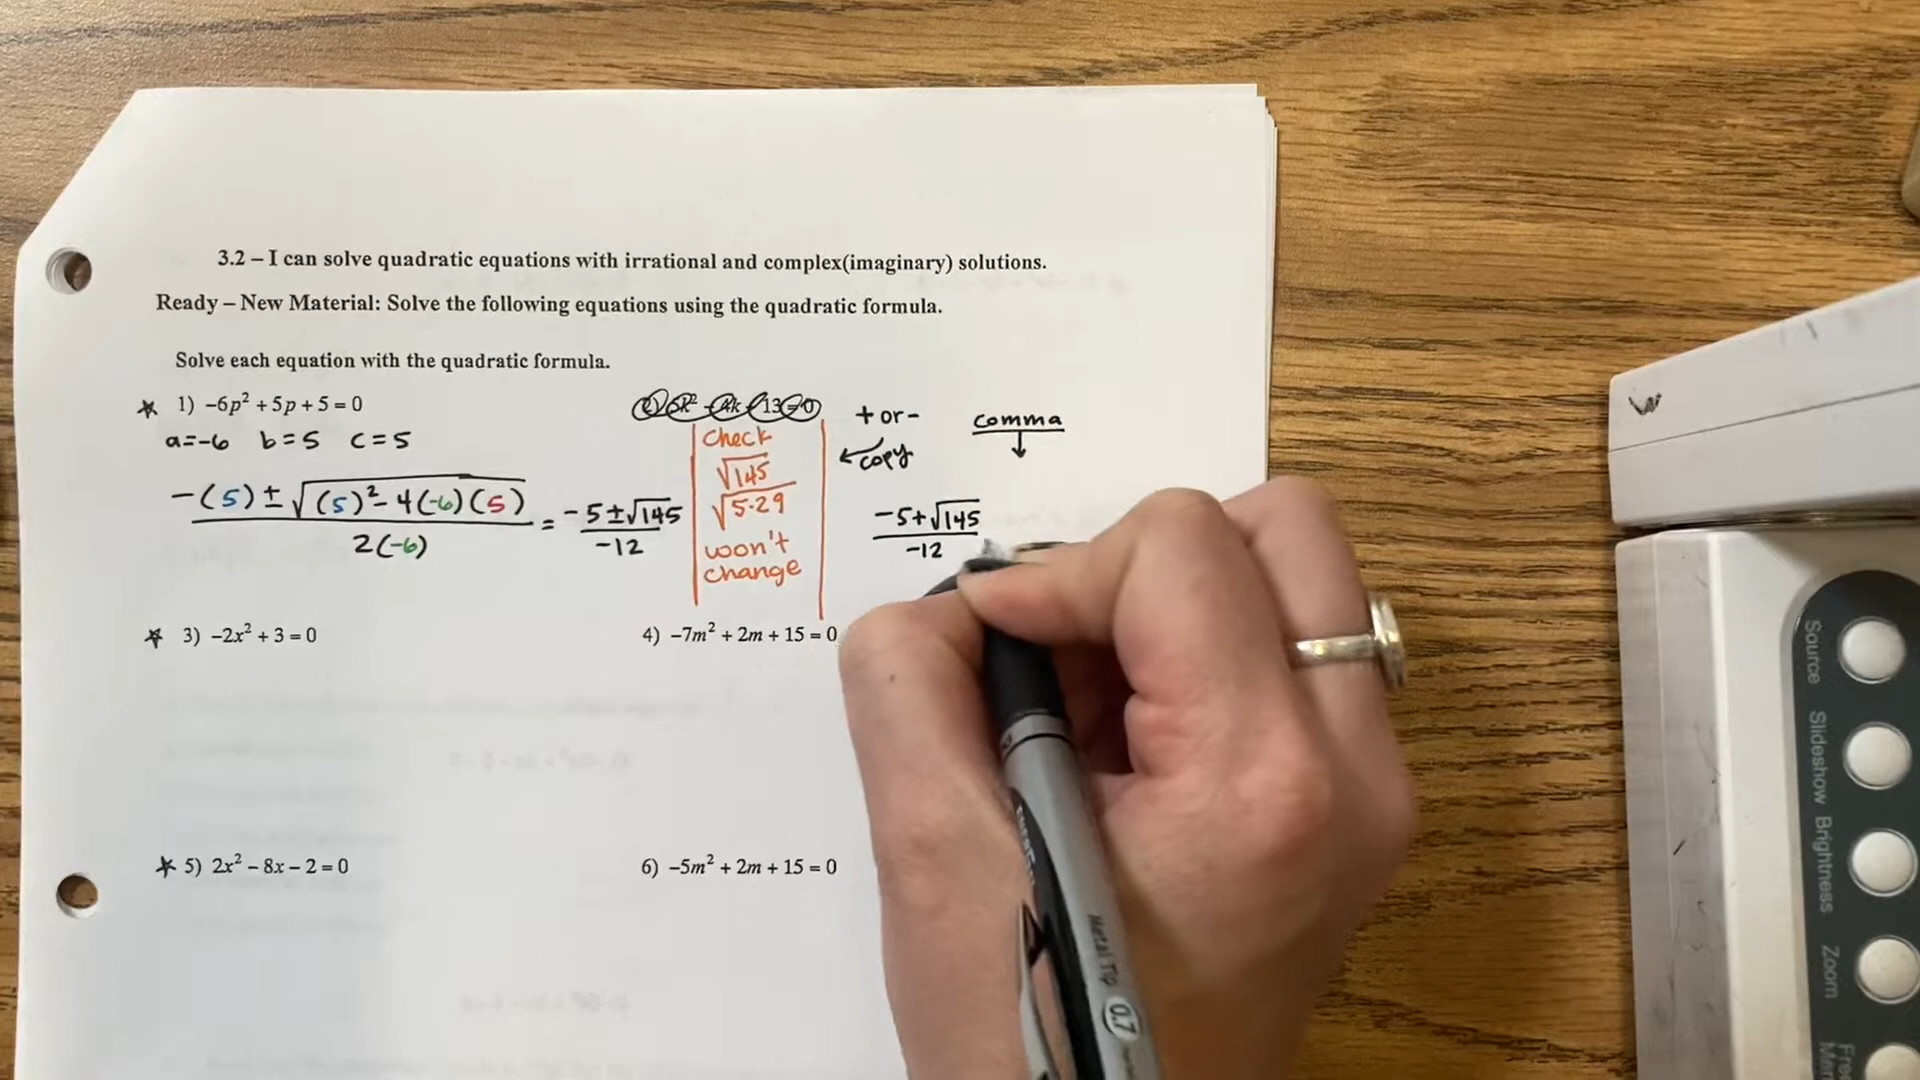 3.2 – I can solve quadratic equations with irrational and complex(imaginary) solutions.
Ready – New Material: Solve the following equations using the quadratic formula.
Solve each equation with the quadratic formula.
1) -6p² + 5p + 5 = 0
a=-6 b=5 c=5
-(5) ± √(5)² - 4(-6)(5)
2(-6)
= -5 ± √145
-12
check
√145
√5·29
won't
change
+ or -
copy
comma
-5+√145
-12
3) -2x² + 3 = 0
4) -7m² + 2m + 15 = 0
5) 2x² - 8x - 2 = 0
6) -5m² + 2m + 15 = 0
Metal Tip 0.7
Source
Slideshow
Brightness
Zoom